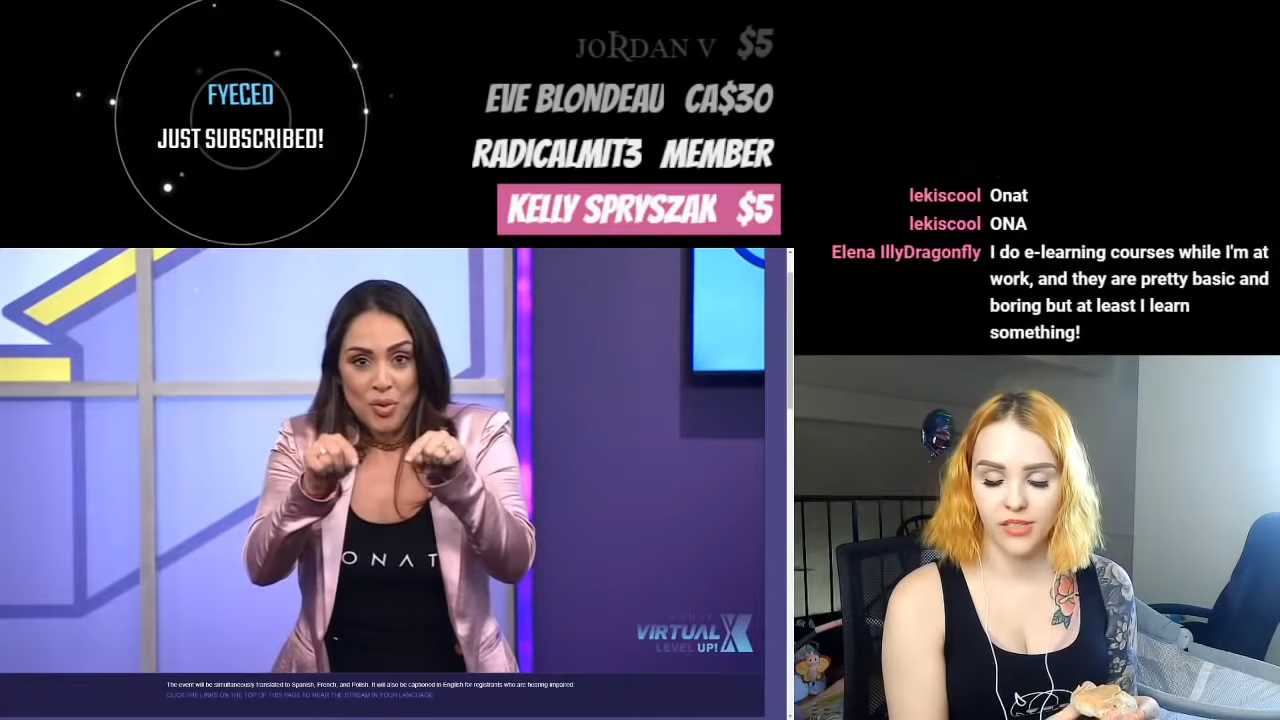 FYECED
JUST SUBSCRIBED!
JORDAN V $5
EVE BLONDEAU CA$30
RADICALMIT3 MEMBER
KELLY SPRYSZAK $5
lekiscool Onat
lekiscool ONA
Elena IllyDragonfly I do e-learning courses while I'm at
work, and they are pretty basic and
boring but at least I learn
something!
ONAT
VIRTUAL X
LEVEL UP!
The event will be simultaneously translated to Spanish, French, and Polish. It will also be captioned in English for registrants who are hearing impaired.
CLICK THE LINKS ON THE TOP OF THIS PAGE TO HEAR THE STREAM IN YOUR LANGUAGE